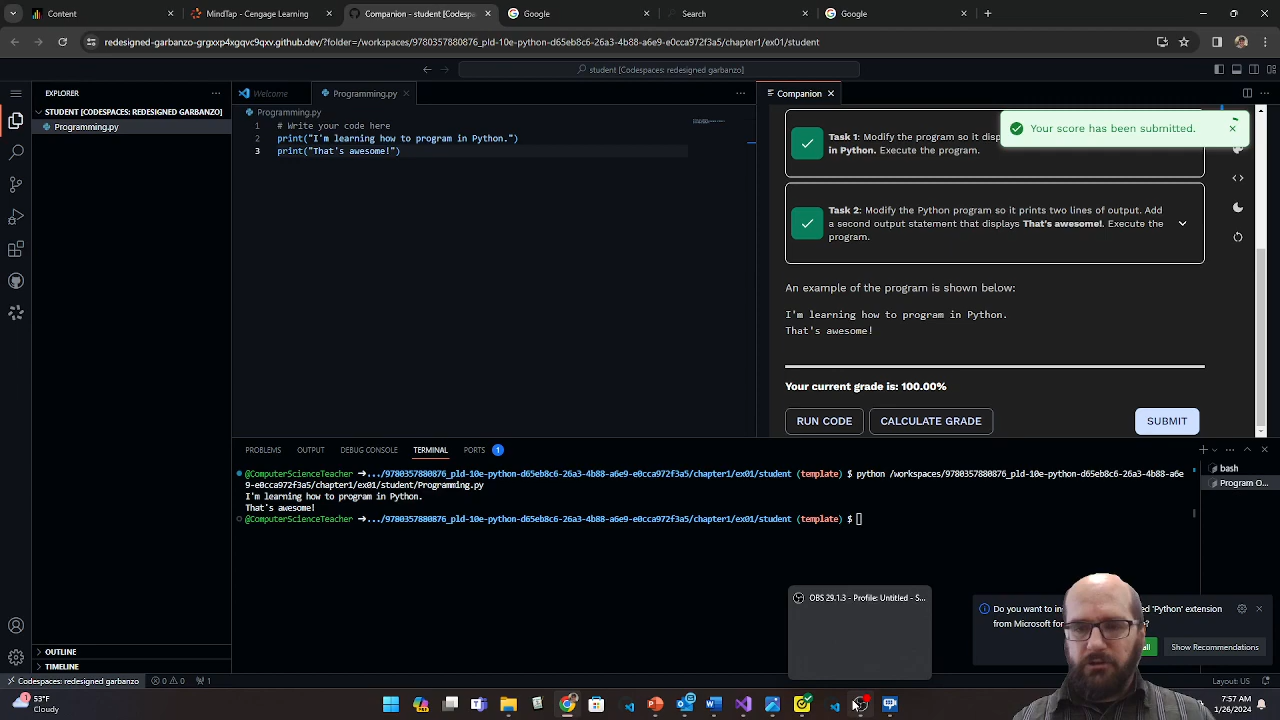 Content
MindTap - Cengage Learning
Companion - student [Codesp
Google
Search
Google
redesigned-garbanzo-grgxxp4xgqvc9qxv.github.dev/?folder=/workspaces/9780357880876_pld-10e-python-d65eb8c6-26a3-4b88-a6e9-e0cca972f3a5/chapter1/ex01/student
student [Codespaces: redesigned garbanzo]
EXPLORER
STUDENT [CODESPACES: REDESIGNED GARBANZO]
Programming.py
OUTLINE
TIMELINE
Welcome
Programming.py
Programming.py
1 # Write your code here
2 print("I'm learning how to program in Python.")
3 print("That's awesome!")
Companion
Your score has been submitted.
Task 1: Modify the program so it
in Python. Execute the program.
Task 2: Modify the Python program so it prints two lines of output. Add
a second output statement that displays That's awesome!. Execute the
program.
An example of the program is shown below:
I'm learning how to program in Python.
That's awesome!
Your current grade is: 100.00%
RUN CODE
CALCULATE GRADE
SUBMIT
PROBLEMS OUTPUT DEBUG CONSOLE TERMINAL PORTS 1
@ComputerScienceTeacher ➜ .../9780357880876_pld-10e-python-d65eb8c6-26a3-4b88-a6e9-e0cca972f3a5/chapter1/ex01/student (template) $ python /workspaces/9780357880876_pld-10e-python-d65eb8c6-26a3-4b88-a6e
9-e0cca972f3a5/chapter1/ex01/student/Programming.py
I'm learning how to program in Python.
That's awesome!
@ComputerScienceTeacher ➜ .../9780357880876_pld-10e-python-d65eb8c6-26a3-4b88-a6e9-e0cca972f3a5/chapter1/ex01/student (template) $
bash
Program O...
OBS 29.1.3 - Profile: Untitled - S...
Do you want to 'Python' extension
from Microsoft for
Show Recommendations
Codespaces: redesigned garbanzo
0 0
1
Layout: US
53°F
Cloudy
7:57 AM
1/26/2024